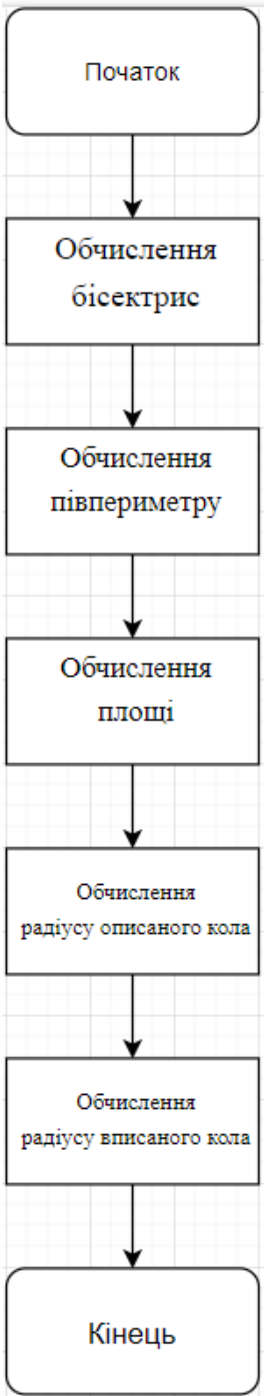 Початок
Обчислення
бісектрис
Обчислення
півпериметру
Обчислення
площі
Обчислення
радіусу описаного кола
Обчислення
радіусу вписаного кола
Кінець